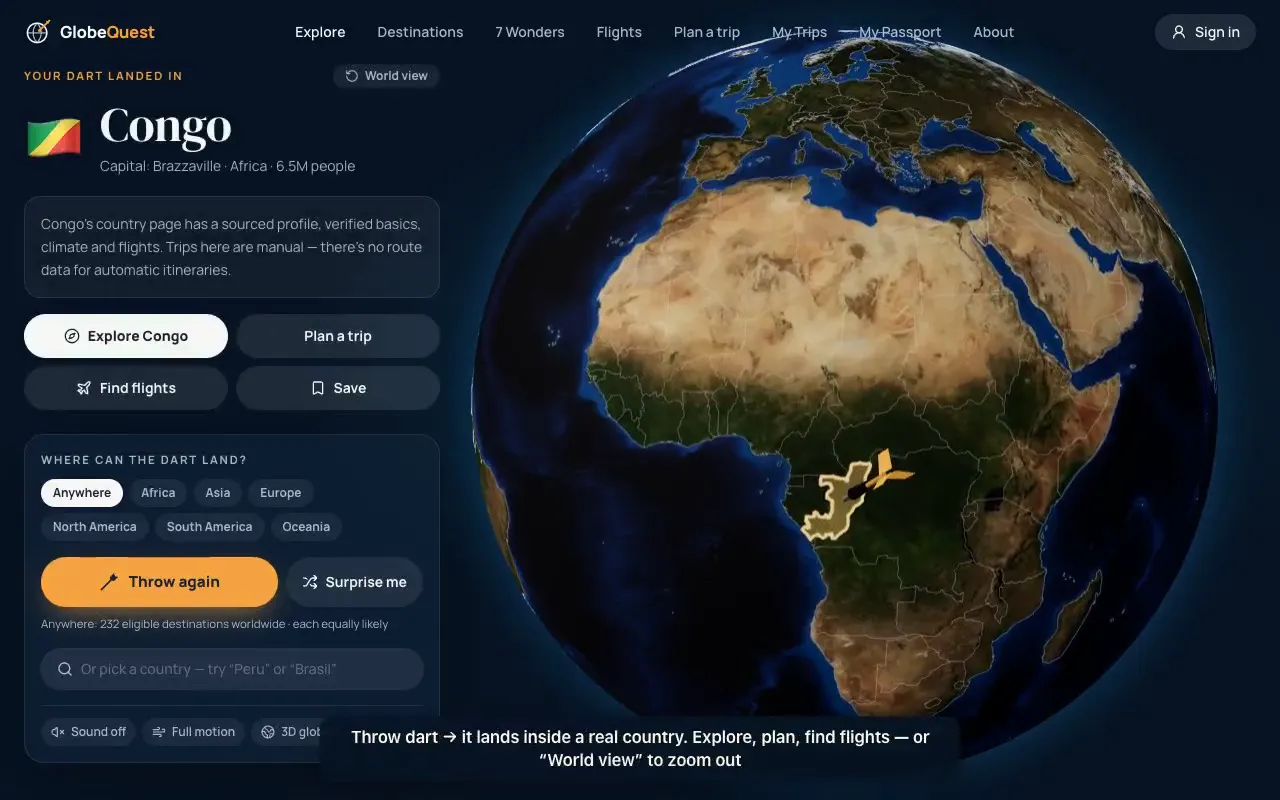 GlobeQuest
Explore
Destinations
7 Wonders
Flights
Plan a trip
My Trips
My Passport
About
Sign in
YOUR DART LANDED IN
World view
Congo
Capital: Brazzaville · Africa · 6.5M people
Congo's country page has a sourced profile, verified basics,
climate and flights. Trips here are manual — there's no route
data for automatic itineraries.
Explore Congo
Plan a trip
Find flights
Save
WHERE CAN THE DART LAND?
Anywhere
Africa
Asia
Europe
North America
South America
Oceania
Throw again
Surprise me
Anywhere: 232 eligible destinations worldwide · each equally likely
Or pick a country — try “Peru” or “Brasil”
Sound off
Full motion
3D glob
Throw dart → it lands inside a real country. Explore, plan, find flights — or
“World view” to zoom out